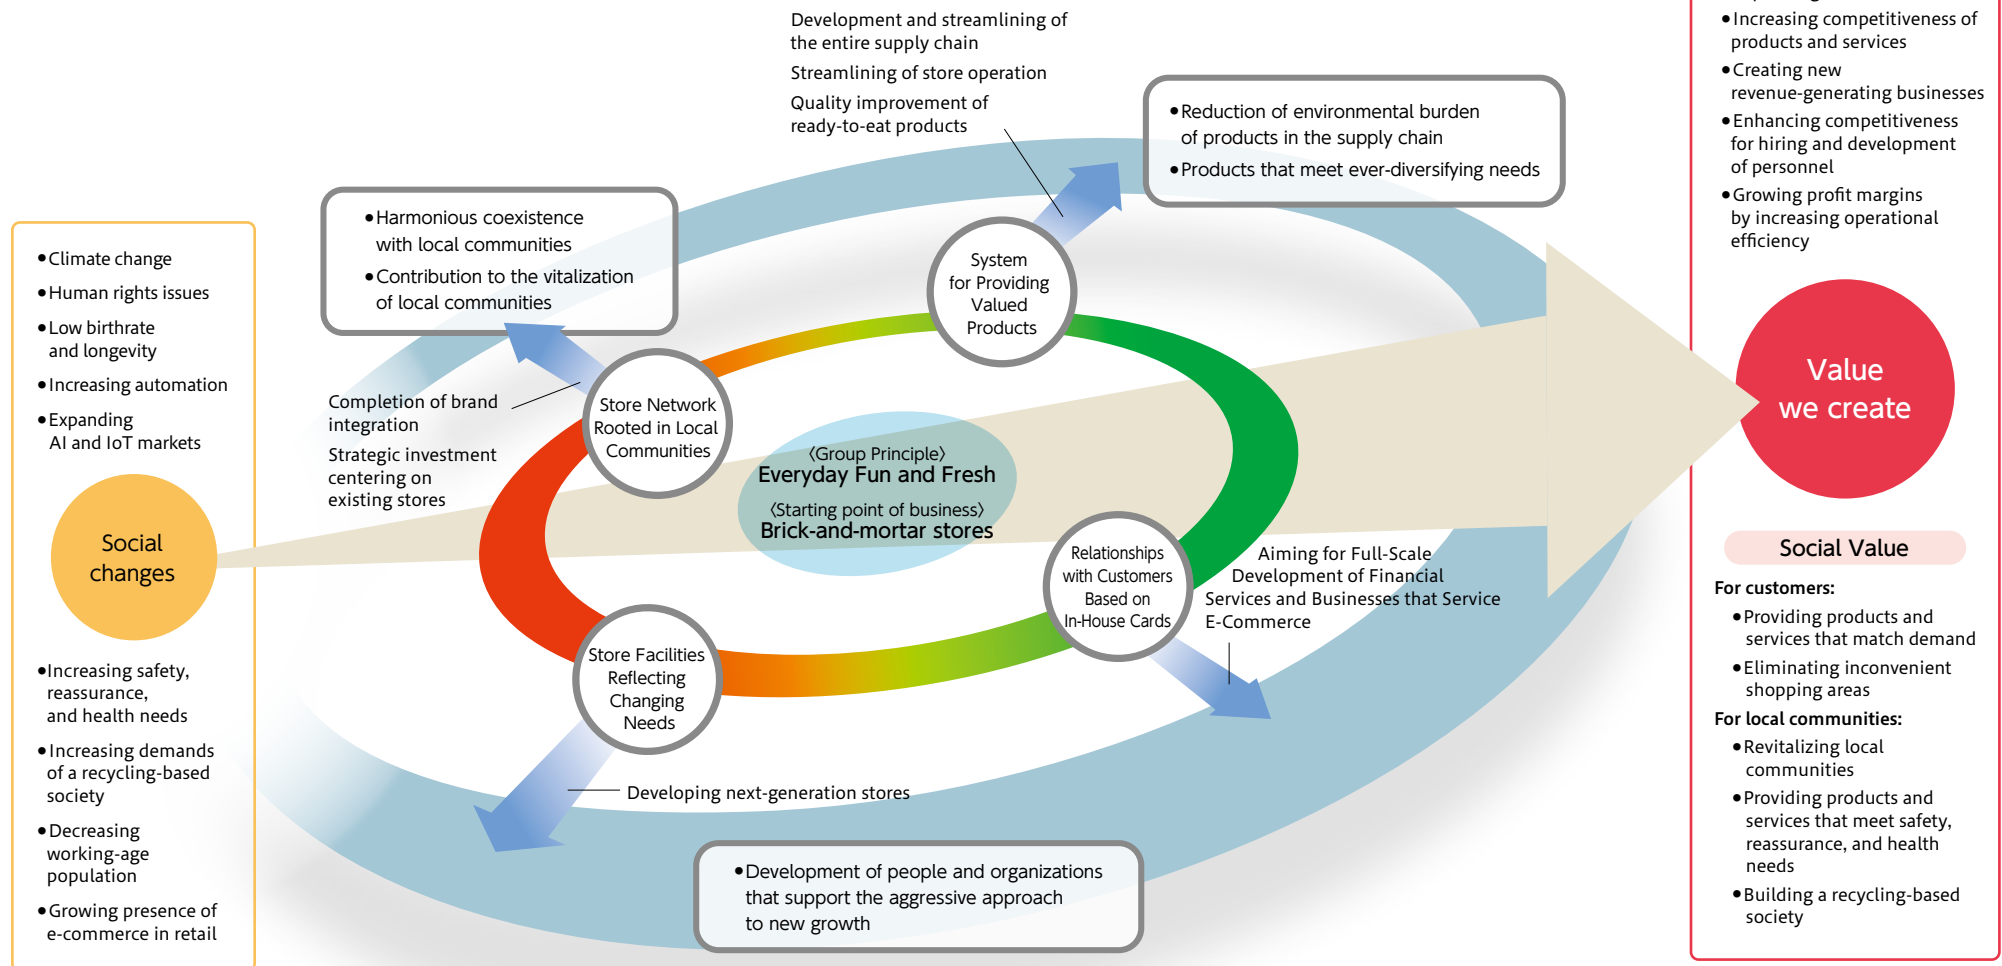 •Climate change
•Human rights issues
•Low birthrate
and longevity
•Increasing automation
•Expanding
AI and IoT markets
Social
changes
•Increasing safety,
reassurance,
and health needs
•Increasing demands
of a recycling-based
society
•Decreasing
working-age
population
•Growing presence of
e-commerce in retail
•Harmonious coexistence
with local communities
•Contribution to the vitalization
of local communities
Completion of brand
integration
Strategic investment
centering on
existing stores
Store Network
Rooted in Local
Communities
Development and streamlining of
the entire supply chain
Streamlining of store operation
Quality improvement of
ready-to-eat products
•Reduction of environmental burden
of products in the supply chain
•Products that meet ever-diversifying needs
System
for Providing
Valued
Products
〈Group Principle〉
Everyday Fun and Fresh
〈Starting point of business〉
Brick-and-mortar stores
Relationships
with Customers
Based on
In-House Cards
Aiming for Full-Scale
Development of Financial
Services and Businesses that Service
E-Commerce
Store Facilities
Reflecting
Changing
Needs
Developing next-generation stores
•Development of people and organizations
that support the aggressive approach
to new growth
•Increasing competitiveness of
products and services
•Creating new
revenue-generating businesses
•Enhancing competitiveness
for hiring and development
of personnel
•Growing profit margins
by increasing operational
efficiency
Value
we create
Social Value
For customers:
•Providing products and
services that match demand
•Eliminating inconvenient
shopping areas
For local communities:
•Revitalizing local
communities
•Providing products and
services that meet safety,
reassurance, and health
needs
•Building a recycling-based
society